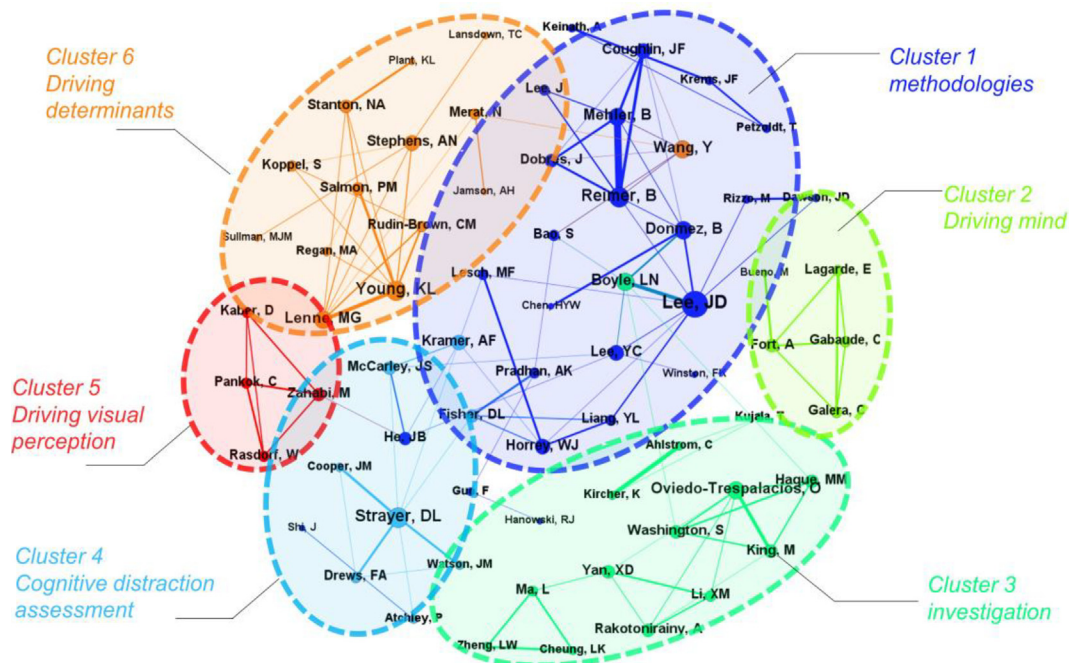 Cluster 6
Driving
determinants
Cluster 1
methodologies
Cluster 2
Driving mind
Cluster 5
Driving visual
perception
Cluster 4
Cognitive distraction
assessment
Cluster 3
investigation
Lansdown, TC
Plant, KL
Stanton, NA
Merat, N
Stephens, AN
Koppel, S
Salmon, PM
Jamson, AH
Rudin-Brown, CM
Sullman, MJM
Regan, MA
Young, KL
Lenne, MG
Keinath, A
Coughlin, JF
Krems, JF
Lee, J
Mehler, B
Petzoldt, T
Wang, Y
Dobres, J
Reimer, B
Rizzo, M
Dawson, JD
Donmez, B
Bao, S
Lesch, MF
Boyle, LN
Chen, HYW
Lee, JD
Kramer, AF
Lee, YC
Pradhan, AK
Winston, FK
Fisher, DL
Liang, YL
Horrey, WJ
Bueno, M
Lagarde, E
Fort, A
Gabaude, C
Galera, C
Kaber, D
Pankok, C
Zahabi, M
Rasdorf, W
McCarley, JS
He, JB
Cooper, JM
Guo, F
Strayer, DL
Hanowski, RJ
Shi, J
Watson, JM
Drews, FA
Atchley, P
Kujala, T
Ahlstrom, C
Kircher, K
Haque, MM
Oviedo-Trespalacios, O
Washington, S
King, M
Yan, XD
Ma, L
Li, XM
Rakotonirainy, A
Zheng, LW
Cheung, LK